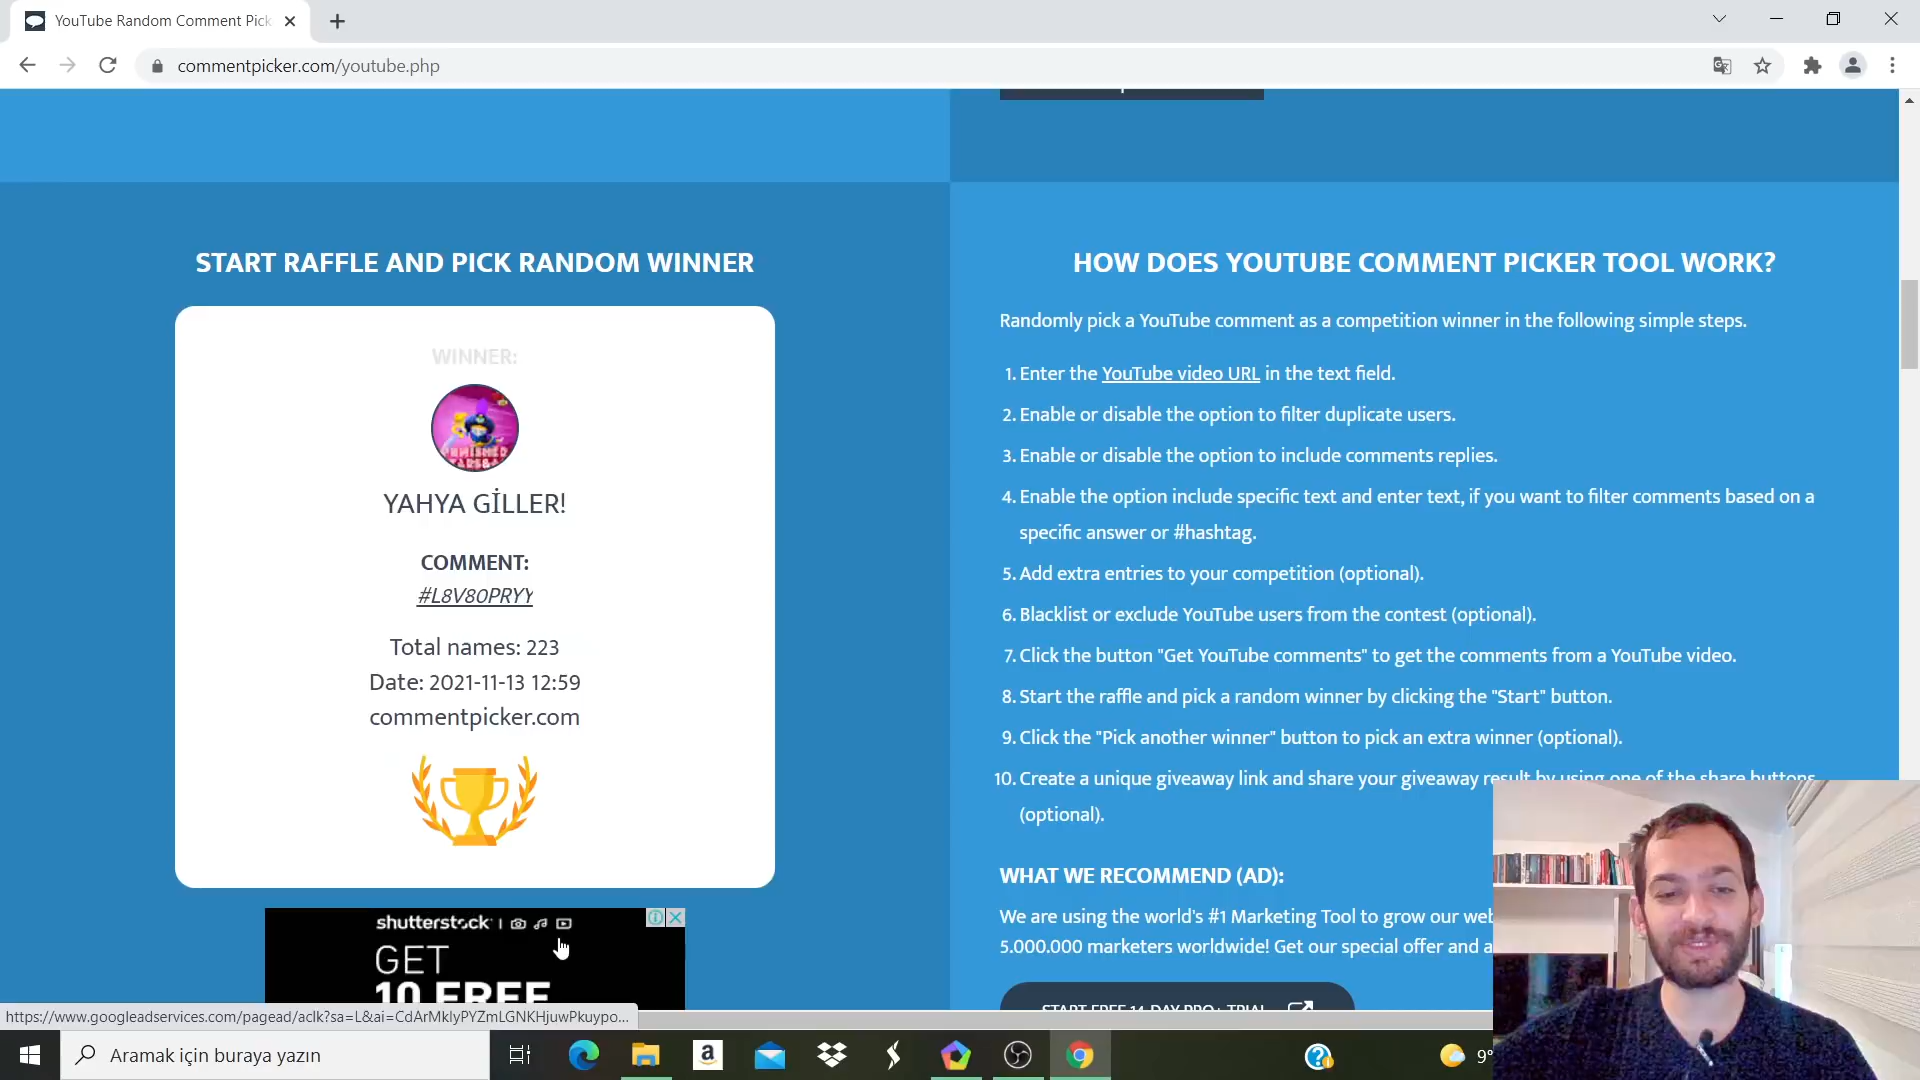 YouTube Random Comment Pick
commentpicker.com/youtube.php
START RAFFLE AND PICK RANDOM WINNER
WINNER:
YAHYA GİLLER!
COMMENT:
#L8V80PRYY
Total names: 223
Date: 2021-11-13 12:59
commentpicker.com
shutterstock
GET
10 FREE
HOW DOES YOUTUBE COMMENT PICKER TOOL WORK?
Randomly pick a YouTube comment as a competition winner in the following simple steps.
1. Enter the YouTube video URL in the text field.
2. Enable or disable the option to filter duplicate users.
3. Enable or disable the option to include comments replies.
4. Enable the option include specific text and enter text, if you want to filter comments based on a
specific answer or #hashtag.
5. Add extra entries to your competition (optional).
6. Blacklist or exclude YouTube users from the contest (optional).
7. Click the button "Get YouTube comments" to get the comments from a YouTube video.
8. Start the raffle and pick a random winner by clicking the "Start" button.
9. Click the "Pick another winner" button to pick an extra winner (optional).
10. Create a unique giveaway link and share your giveaway result by using one of the share buttons
(optional).
WHAT WE RECOMMEND (AD):
We are using the world's #1 Marketing Tool to grow our web
5.000.000 marketers worldwide! Get our special offer and a
START FREE 14-DAY PRO+ TRIAL
https://www.googleadservices.com/pagead/aclk?sa=L&ai=CdArMklyPYZmLGNKHjuwPkuypo...
Aramak için buraya yazın
9°